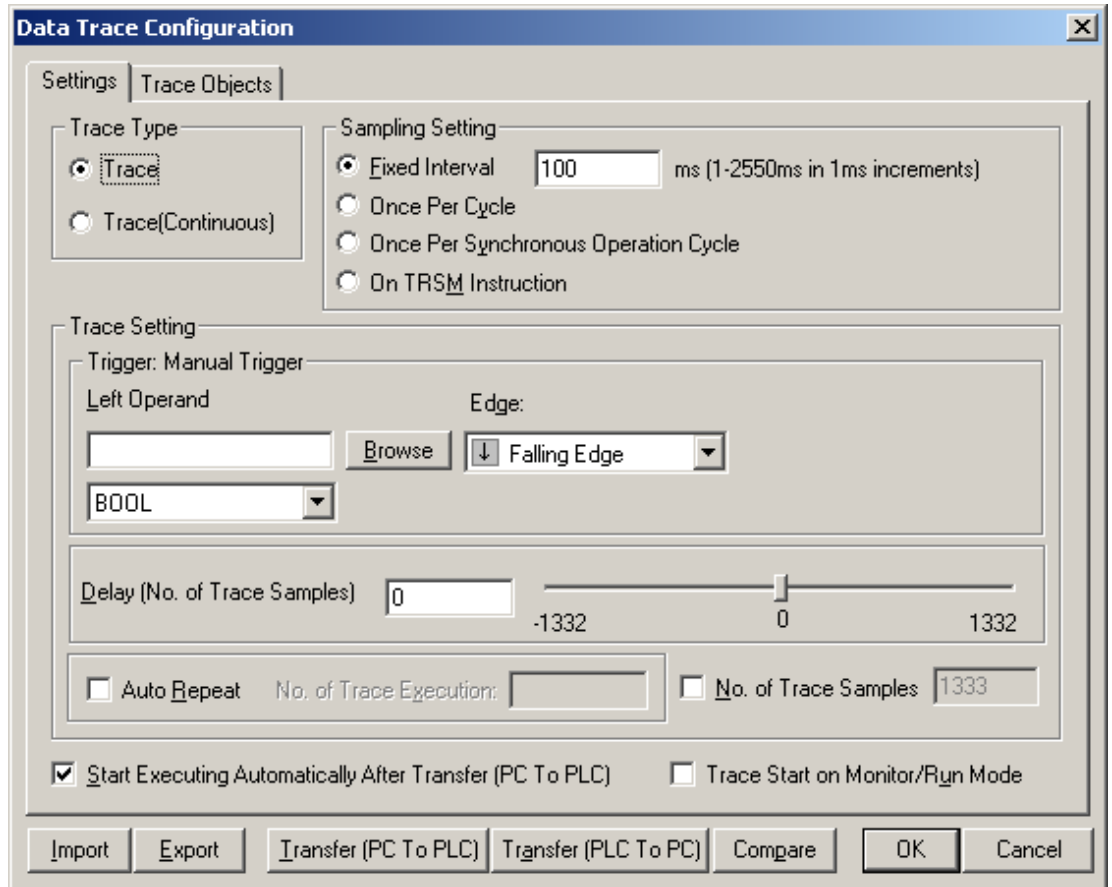 Data Trace Configuration
Settings
Trace Objects
Trace Type
Trace
Trace(Continuous)
Sampling Setting
Fixed Interval 100 ms (1-2550ms in 1ms increments)
Once Per Cycle
Once Per Synchronous Operation Cycle
On TRSM Instruction
Trace Setting
Trigger: Manual Trigger
Left Operand
Edge:
Browse
Falling Edge
BOOL
Delay (No. of Trace Samples) 0
-1332 0 1332
Auto Repeat No. of Trace Execution:
No. of Trace Samples 1333
Start Executing Automatically After Transfer (PC To PLC)
Trace Start on Monitor/Run Mode
Import Export Transfer (PC To PLC) Transfer (PLC To PC) Compare OK Cancel